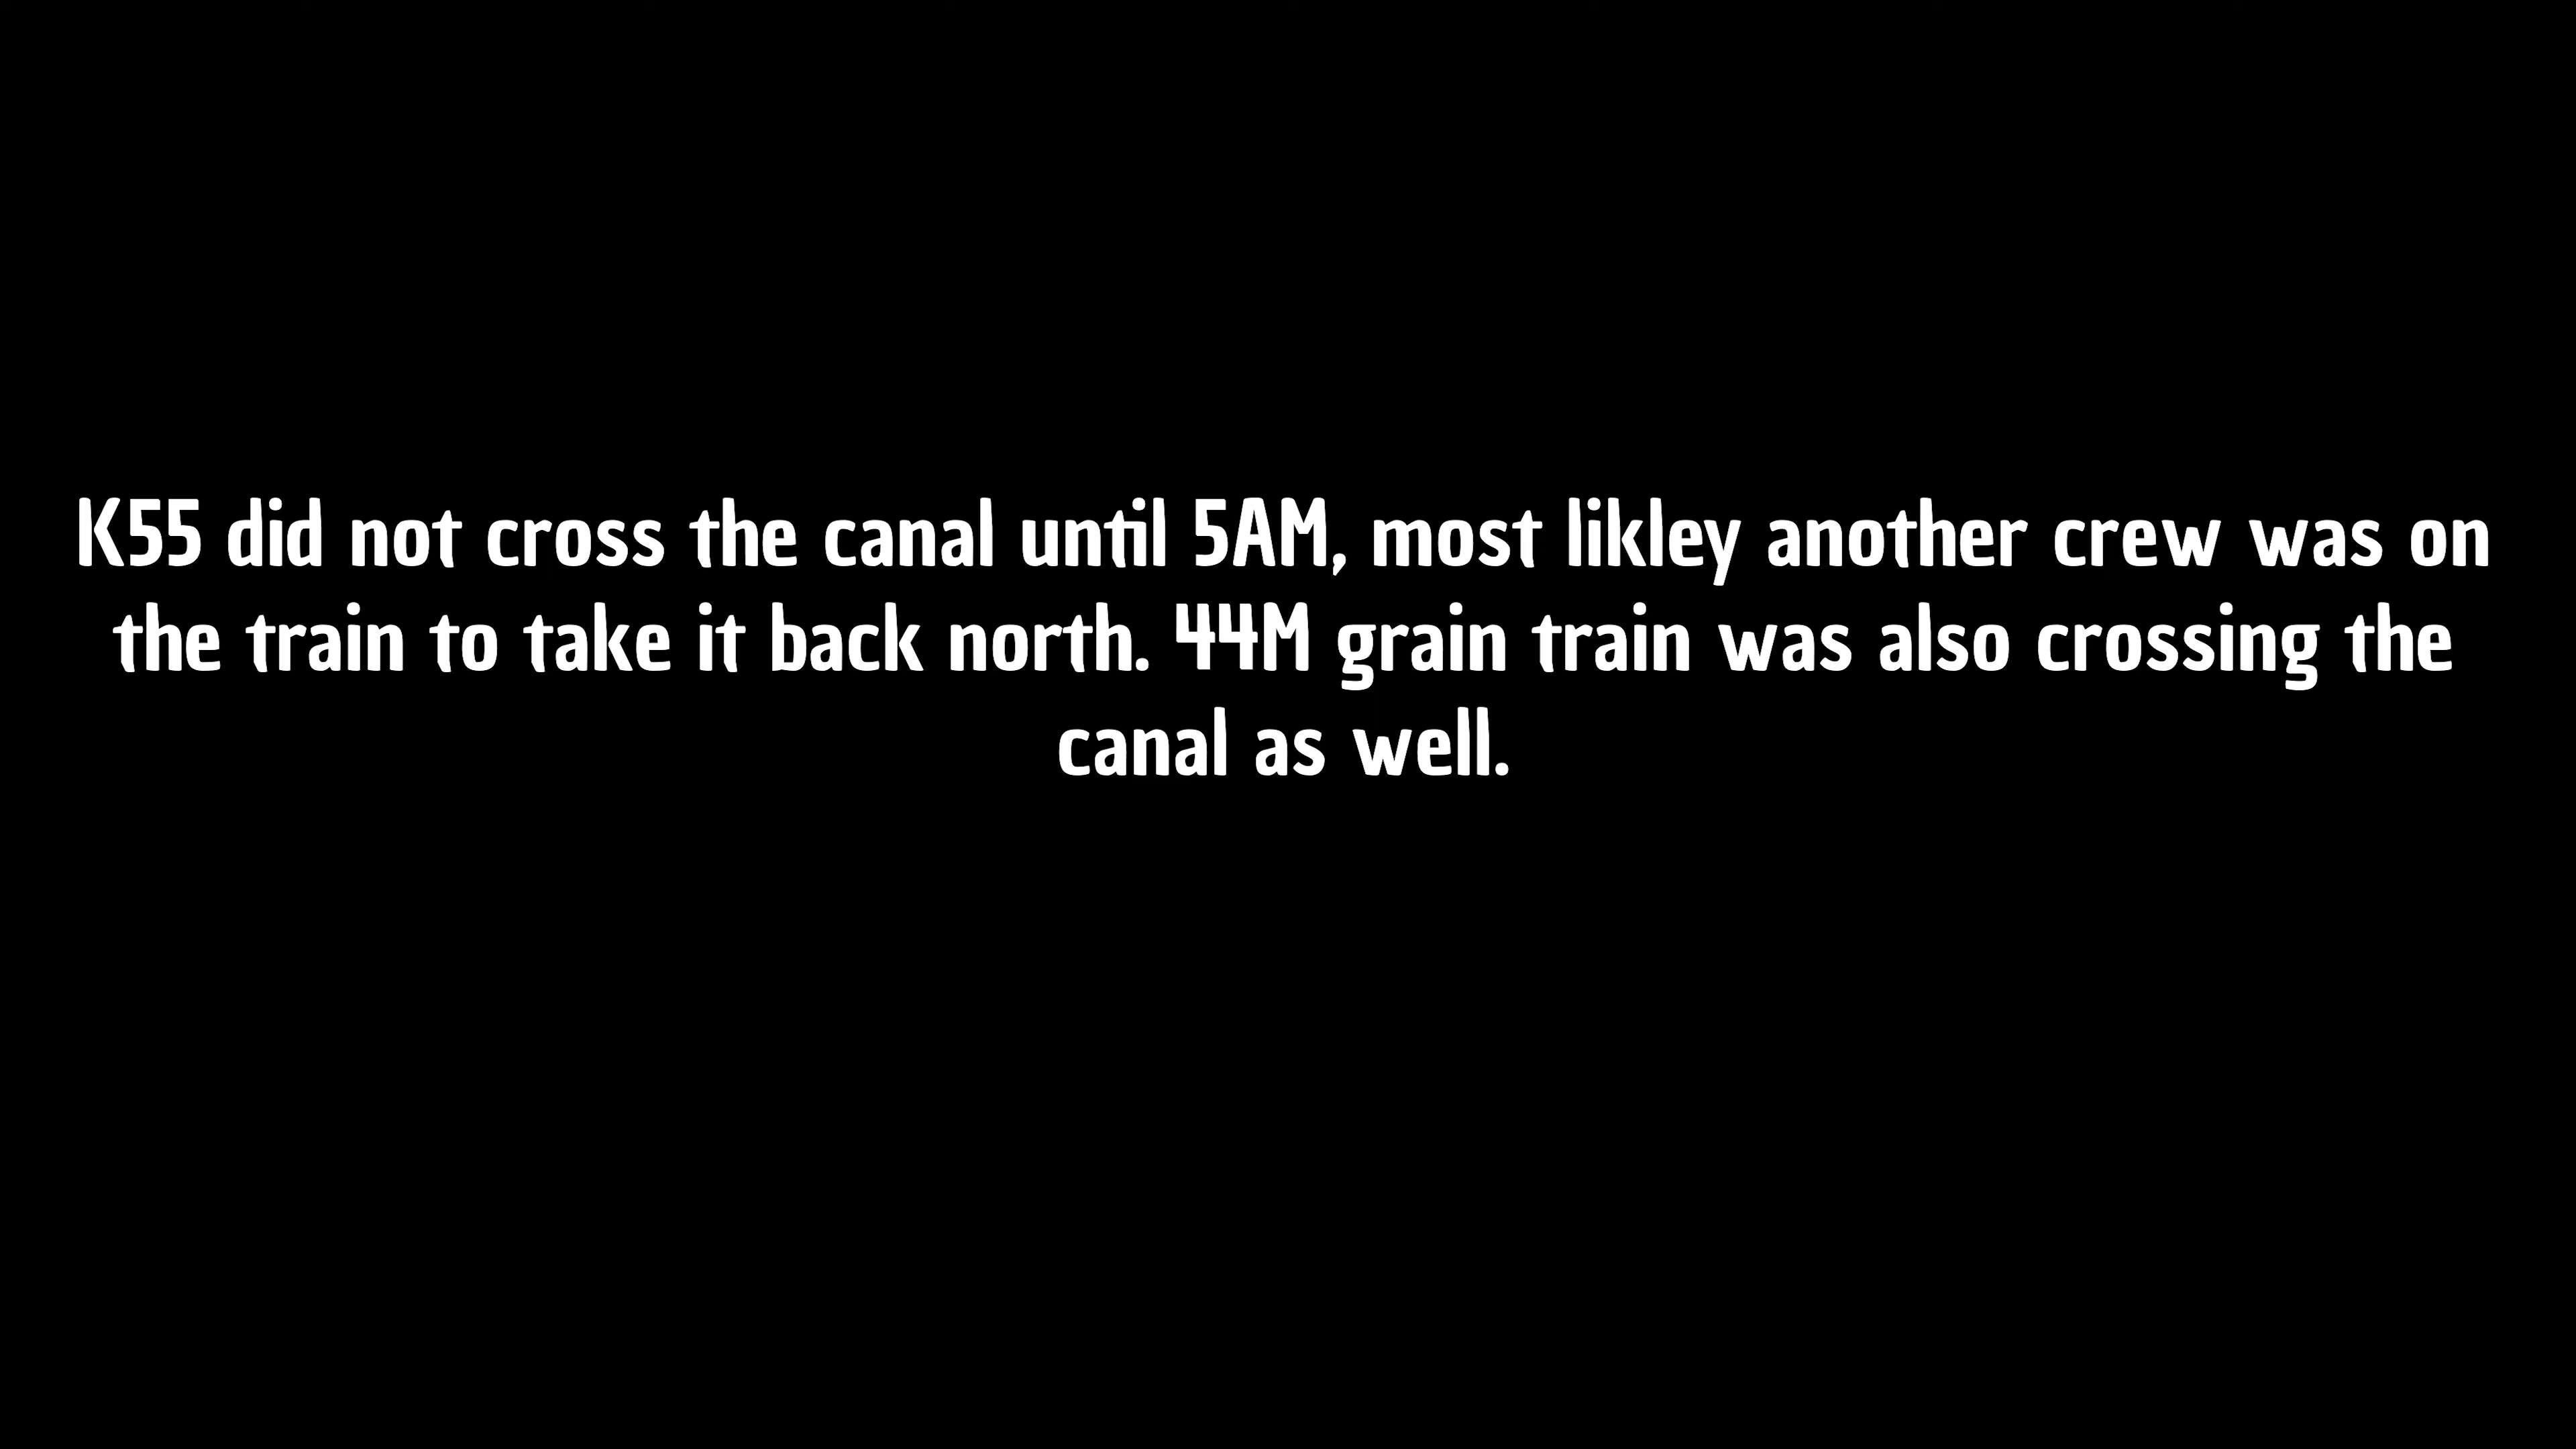 K55 did not cross the canal until 5AM, most likley another crew was on
the train to take it back north. 44M grain train was also crossing the
canal as well.